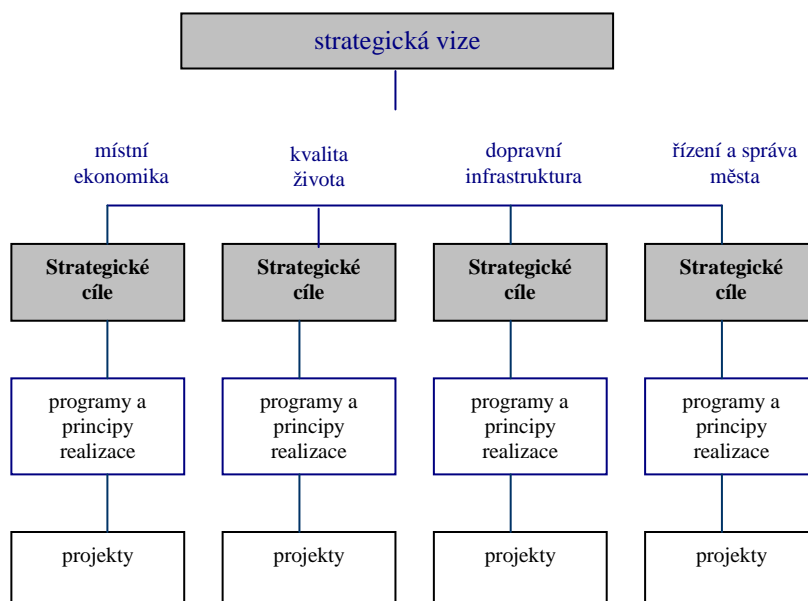 strategická vize
místní
ekonomika
kvalita
života
dopravní
infrastruktura
řízení a správa
města
Strategické
cíle
Strategické
cíle
Strategické
cíle
Strategické
cíle
programy a
principy
realizace
programy a
principy
realizace
programy a
principy
realizace
programy a
principy
realizace
projekty
projekty
projekty
projekty